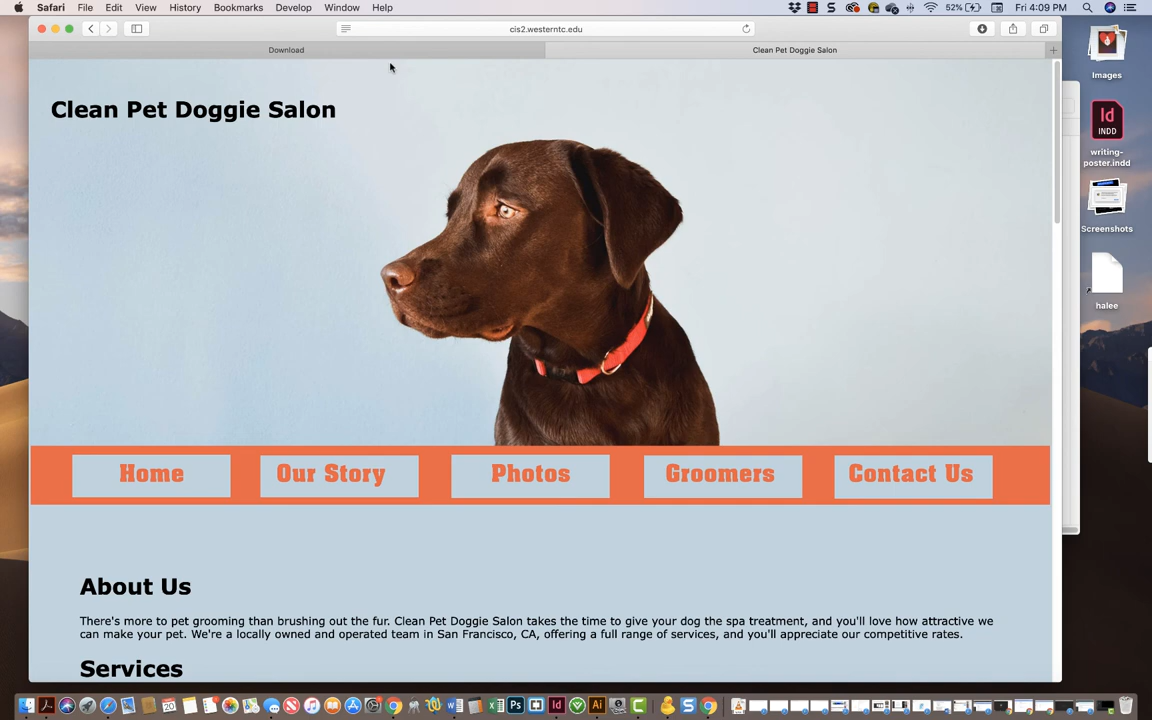 Safari File Edit View History Bookmarks Develop Window Help 52% Fri 4:09 PM
cis2.westerntc.edu
Download Clean Pet Doggie Salon
Clean Pet Doggie Salon
Home Our Story Photos Groomers Contact Us
About Us
There's more to pet grooming than brushing out the fur. Clean Pet Doggie Salon takes the time to give your dog the spa treatment, and you'll love how attractive we
can make your pet. We're a locally owned and operated team in San Francisco, CA, offering a full range of services, and you'll appreciate our competitive rates.
Services
Images
Id
INDD
writing-
poster.indd
Screenshots
halee